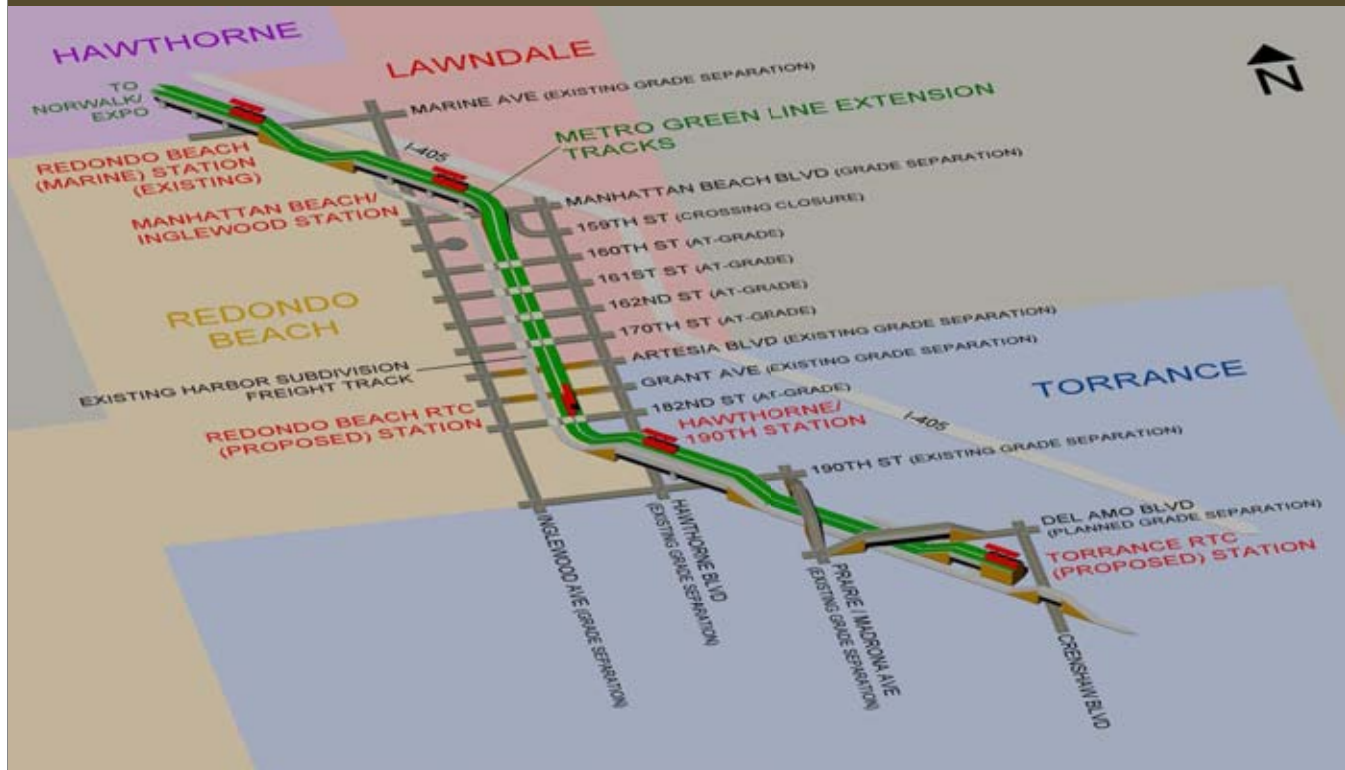 HAWTHORNE
LAWNDALE
N
TO
NORWALK/
EXPO
MARINE AVE (EXISTING GRADE SEPARATION)
METRO GREEN LINE EXTENSION
TRACKS
REDONDO BEACH
(MARINE) STATION
(EXISTING)
I-405
MANHATTAN BEACH BLVD (GRADE SEPARATION)
MANHATTAN BEACH/
INGLEWOOD STATION
159TH ST (CROSSING CLOSURE)
160TH ST (AT-GRADE)
161ST ST (AT-GRADE)
162ND ST (AT-GRADE)
170TH ST (AT-GRADE)
REDONDO
BEACH
ARTESIA BLVD (EXISTING GRADE SEPARATION)
EXISTING HARBOR SUBDIVISION
FREIGHT TRACK
GRANT AVE (EXISTING GRADE SEPARATION)
182ND ST (AT-GRADE)
TORRANCE
REDONDO BEACH RTC
(PROPOSED) STATION
HAWTHORNE/
190TH STATION
I-405
190TH ST (EXISTING GRADE SEPARATION)
DEL AMO BLVD
(PLANNED GRADE SEPARATION)
TORRANCE RTC
(PROPOSED) STATION
INGLEWOOD AVE (GRADE SEPARATION)
HAWTHORNE BLVD
(EXISTING GRADE SEPARATION)
PRAIRIE / MADRONA AVE
(EXISTING GRADE SEPARATION)
CRENSHAW BLVD